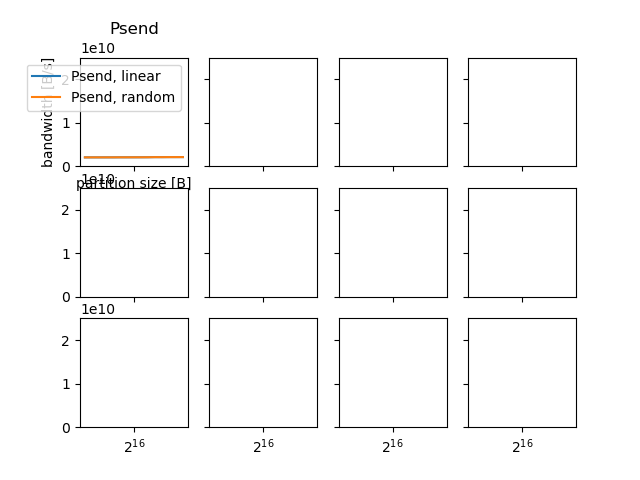 Psend
1e10
Psend, linear
Psend, random
bandwidth [B/s]
2
1
0
partition size [B]
1e10
2
1
0
1e10
2
1
0
2^16 2^16 2^16 2^16